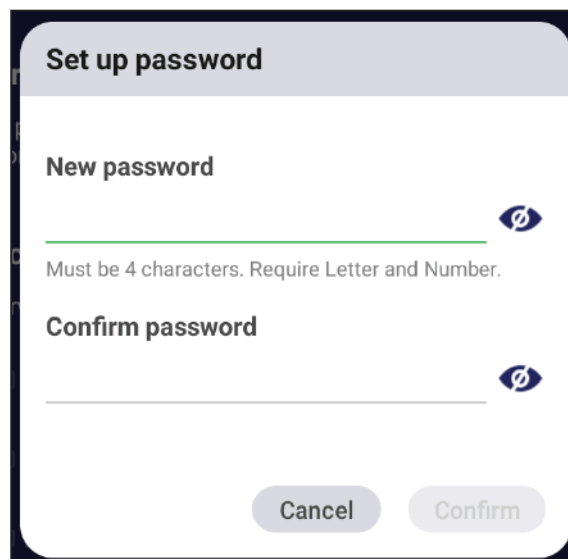 Set up password
New password
Must be 4 characters. Require Letter and Number.
Confirm password
Cancel
Confirm